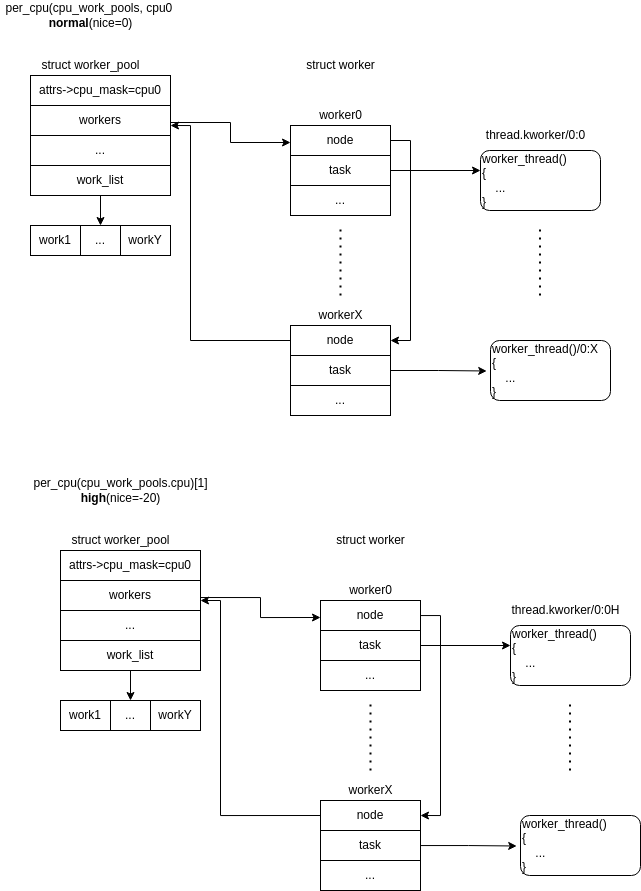 per_cpu(cpu_work_pools, cpu0
normal(nice=0)
struct worker_pool
attrs->cpu_mask=cpu0
workers
...
work_list
work1
...
workY
struct worker
worker0
node
task
...
workerX
node
task
...
thread.kworker/0:0
worker_thread()
{
...
}
worker_thread()/0:X
{
...
}
per_cpu(cpu_work_pools.cpu)[1]
high(nice=-20)
struct worker_pool
attrs->cpu_mask=cpu0
workers
...
work_list
work1
...
workY
struct worker
worker0
node
task
...
workerX
node
task
...
thread.kworker/0:0H
worker_thread()
{
...
}
worker_thread()
{
...
}